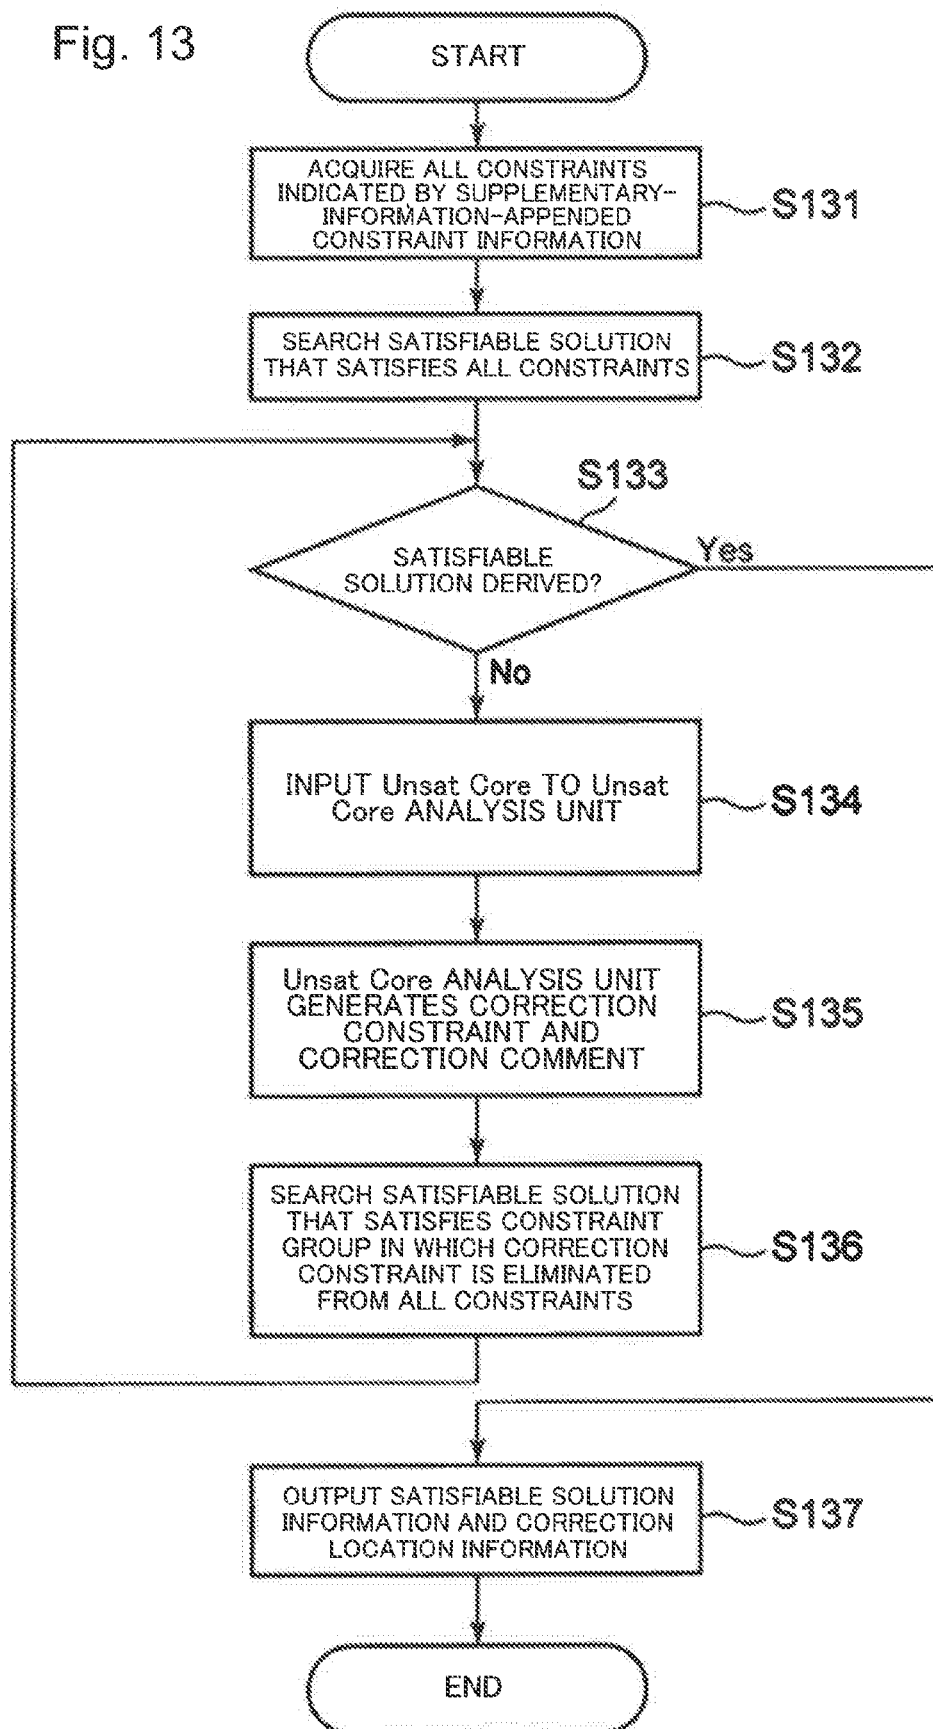 Fig. 13
START
ACQUIRE ALL CONSTRAINTS
INDICATED BY SUPPLEMENTARY-
INFORMATION-APPENDED
CONSTRAINT INFORMATION
S131
SEARCH SATISFIABLE SOLUTION
THAT SATISFIES ALL CONSTRAINTS
S132
S133
SATISFIABLE
SOLUTION DERIVED?
Yes
No
INPUT Unsat Core TO Unsat
Core ANALYSIS UNIT
S134
Unsat Core ANALYSIS UNIT
GENERATES CORRECTION
CONSTRAINT AND
CORRECTION COMMENT
S135
SEARCH SATISFIABLE SOLUTION
THAT SATISFIES CONSTRAINT
GROUP IN WHICH CORRECTION
CONSTRAINT IS ELIMINATED
FROM ALL CONSTRAINTS
S136
OUTPUT SATISFIABLE SOLUTION
INFORMATION AND CORRECTION
LOCATION INFORMATION
S137
END